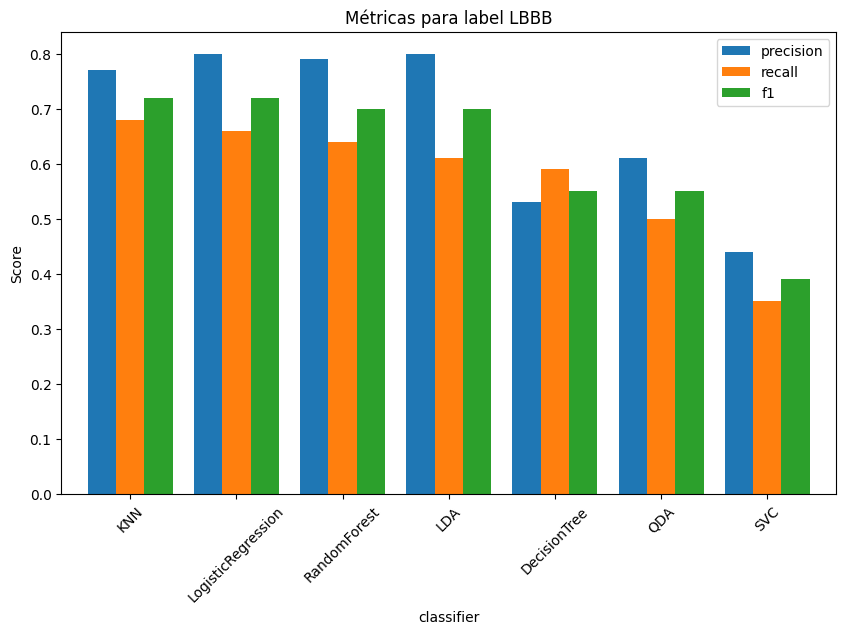 Métricas para label LBBB
precision
recall
f1
Score
0.8
0.7
0.6
0.5
0.4
0.3
0.2
0.1
0.0
KNN
LogisticRegression
RandomForest
LDA
DecisionTree
QDA
SVC
classifier